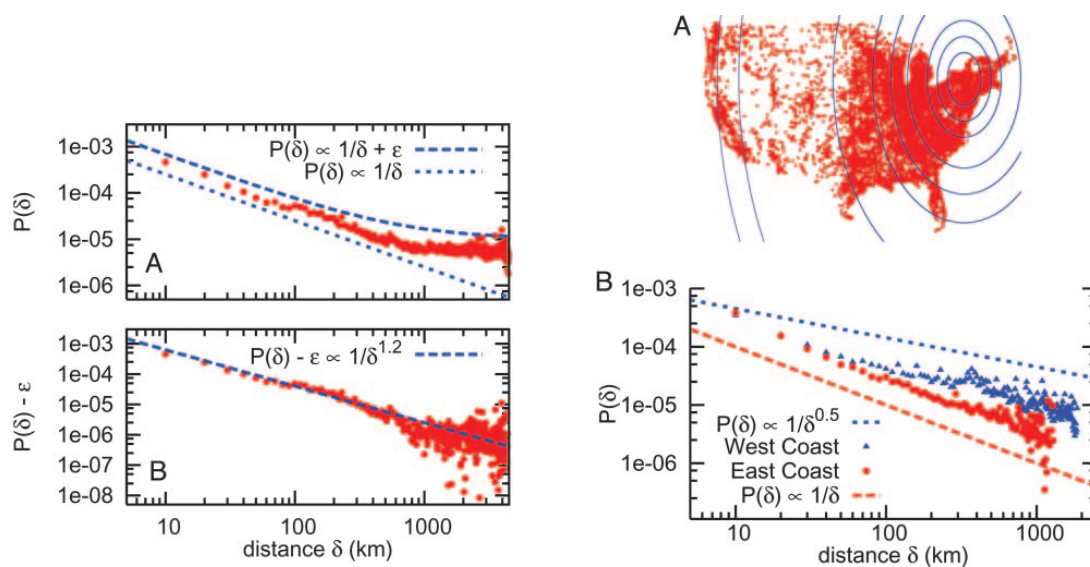 1e-03
1e-04
1e-05
1e-06
P(δ)
P(δ) ∝ 1/δ + ε
P(δ) ∝ 1/δ
A
1e-03
1e-04
1e-05
1e-06
1e-07
1e-08
P(δ) - ε
P(δ) - ε ∝ 1/δ^1.2
B
10
100
1000
distance δ (km)
A
B
1e-03
1e-04
1e-05
1e-06
P(δ)
P(δ) ∝ 1/δ^0.5
West Coast
East Coast
P(δ) ∝ 1/δ
10
100
1000
distance δ (km)